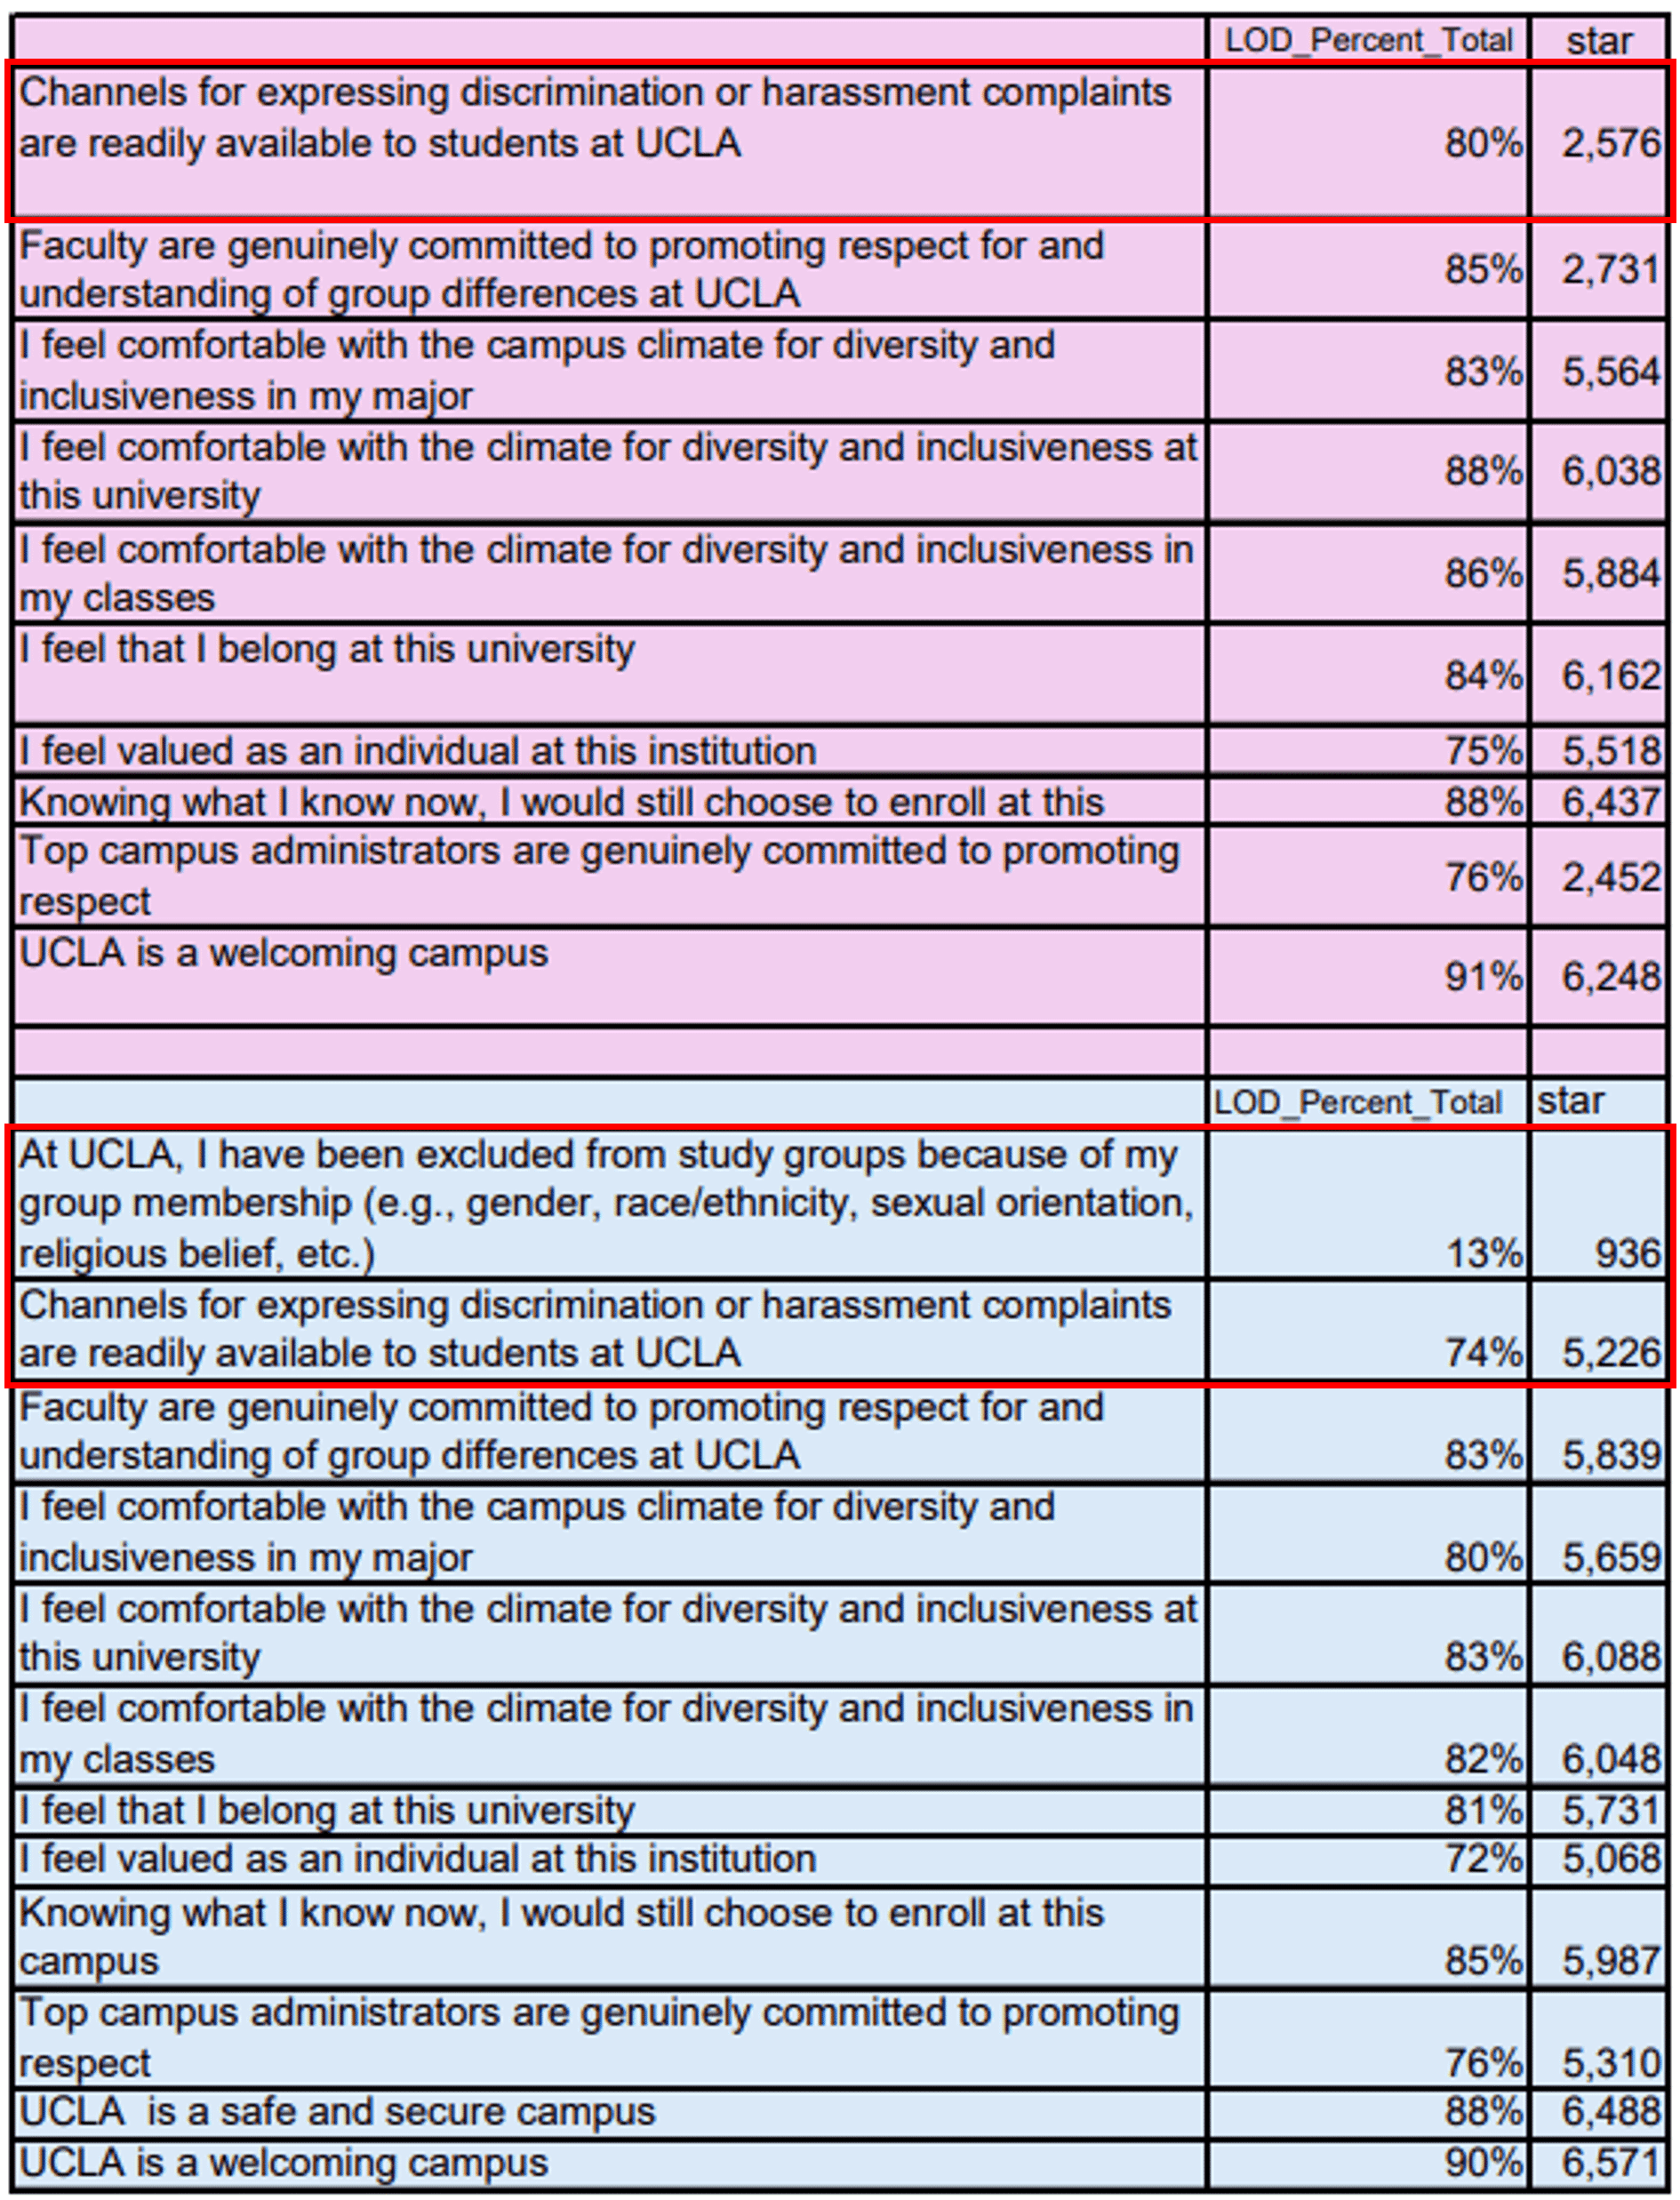 LOD_Percent_Total star
Channels for expressing discrimination or harassment complaints
are readily available to students at UCLA 80% 2,576
Faculty are genuinely committed to promoting respect for and
understanding of group differences at UCLA 85% 2,731
I feel comfortable with the campus climate for diversity and
inclusiveness in my major 83% 5,564
I feel comfortable with the climate for diversity and inclusiveness at
this university 88% 6,038
I feel comfortable with the climate for diversity and inclusiveness in
my classes 86% 5,884
I feel that I belong at this university 84% 6,162
I feel valued as an individual at this institution 75% 5,518
Knowing what I know now, I would still choose to enroll at this 88% 6,437
Top campus administrators are genuinely committed to promoting
respect 76% 2,452
UCLA is a welcoming campus 91% 6,248
LOD_Percent_Total star
At UCLA, I have been excluded from study groups because of my
group membership (e.g., gender, race/ethnicity, sexual orientation,
religious belief, etc.) 13% 936
Channels for expressing discrimination or harassment complaints
are readily available to students at UCLA 74% 5,226
Faculty are genuinely committed to promoting respect for and
understanding of group differences at UCLA 83% 5,839
I feel comfortable with the campus climate for diversity and
inclusiveness in my major 80% 5,659
I feel comfortable with the climate for diversity and inclusiveness at
this university 83% 6,088
I feel comfortable with the climate for diversity and inclusiveness in
my classes 82% 6,048
I feel that I belong at this university 81% 5,731
I feel valued as an individual at this institution 72% 5,068
Knowing what I know now, I would still choose to enroll at this
campus 85% 5,987
Top campus administrators are genuinely committed to promoting
respect 76% 5,310
UCLA is a safe and secure campus 88% 6,488
UCLA is a welcoming campus 90% 6,571